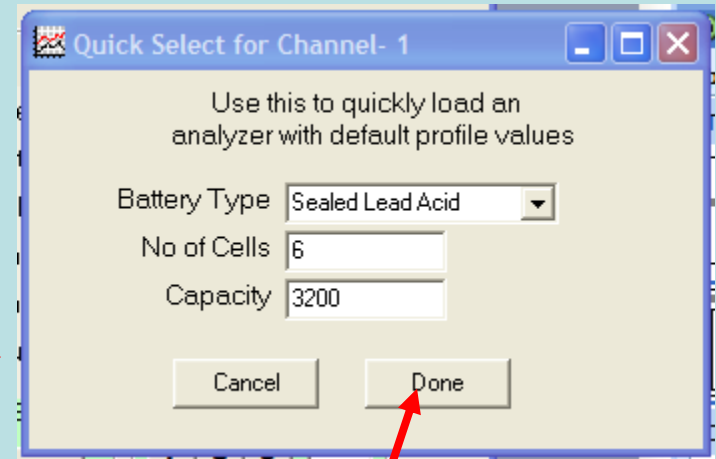 Quick Select for Channel- 1
Use this to quickly load an
analyzer with default profile values
Battery Type Sealed Lead Acid
No of Cells 6
Capacity 3200
Cancel Done